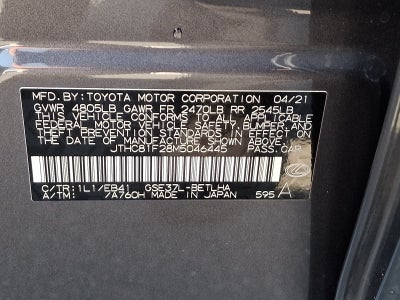 MFD. BY: TOYOTA MOTOR CORPORATION 04/21
GVWR 4805LB GAWR FR 2470LB RR 2545LB
THIS VEHICLE CONFORMS TO ALL APPLICABLE
FEDERAL MOTOR VEHICLE SAFETY, BUMPER, AND
THEFT PREVENTION STANDARDS IN EFFECT ON
THE DATE OF MANUFACTURE SHOWN ABOVE.
JTHC81F28M5046445 PASS.CAR
C/TR: 1L1/EB41 GSE37L-BETLHA
A/TM: 7A760H MADE IN JAPAN 595 A